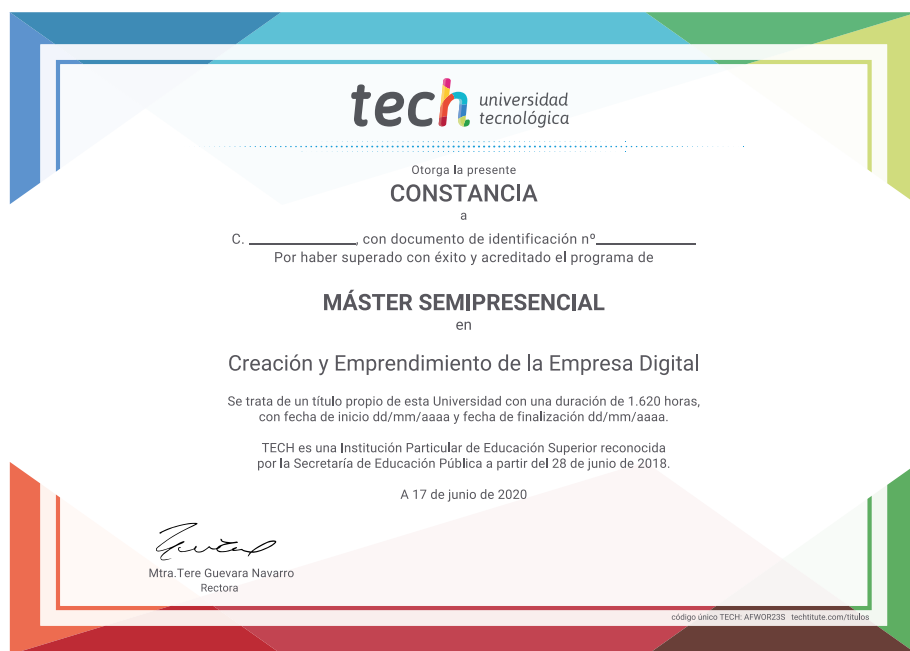 tech universidad
tecnológica
Otorga la presente
CONSTANCIA
a
C. ____________, con documento de identificación nº____________
Por haber superado con éxito y acreditado el programa de
MÁSTER SEMIPRESENCIAL
en
Creación y Emprendimiento de la Empresa Digital
Se trata de un título propio de esta Universidad con una duración de 1.620 horas,
con fecha de inicio dd/mm/aaaa y fecha de finalización dd/mm/aaaa.
TECH es una Institución Particular de Educación Superior reconocida
por la Secretaría de Educación Pública a partir del 28 de junio de 2018.
A 17 de junio de 2020
Mtra.Tere Guevara Navarro
Rectora
código único TECH: AFWOR23S techtitute.com/titulos